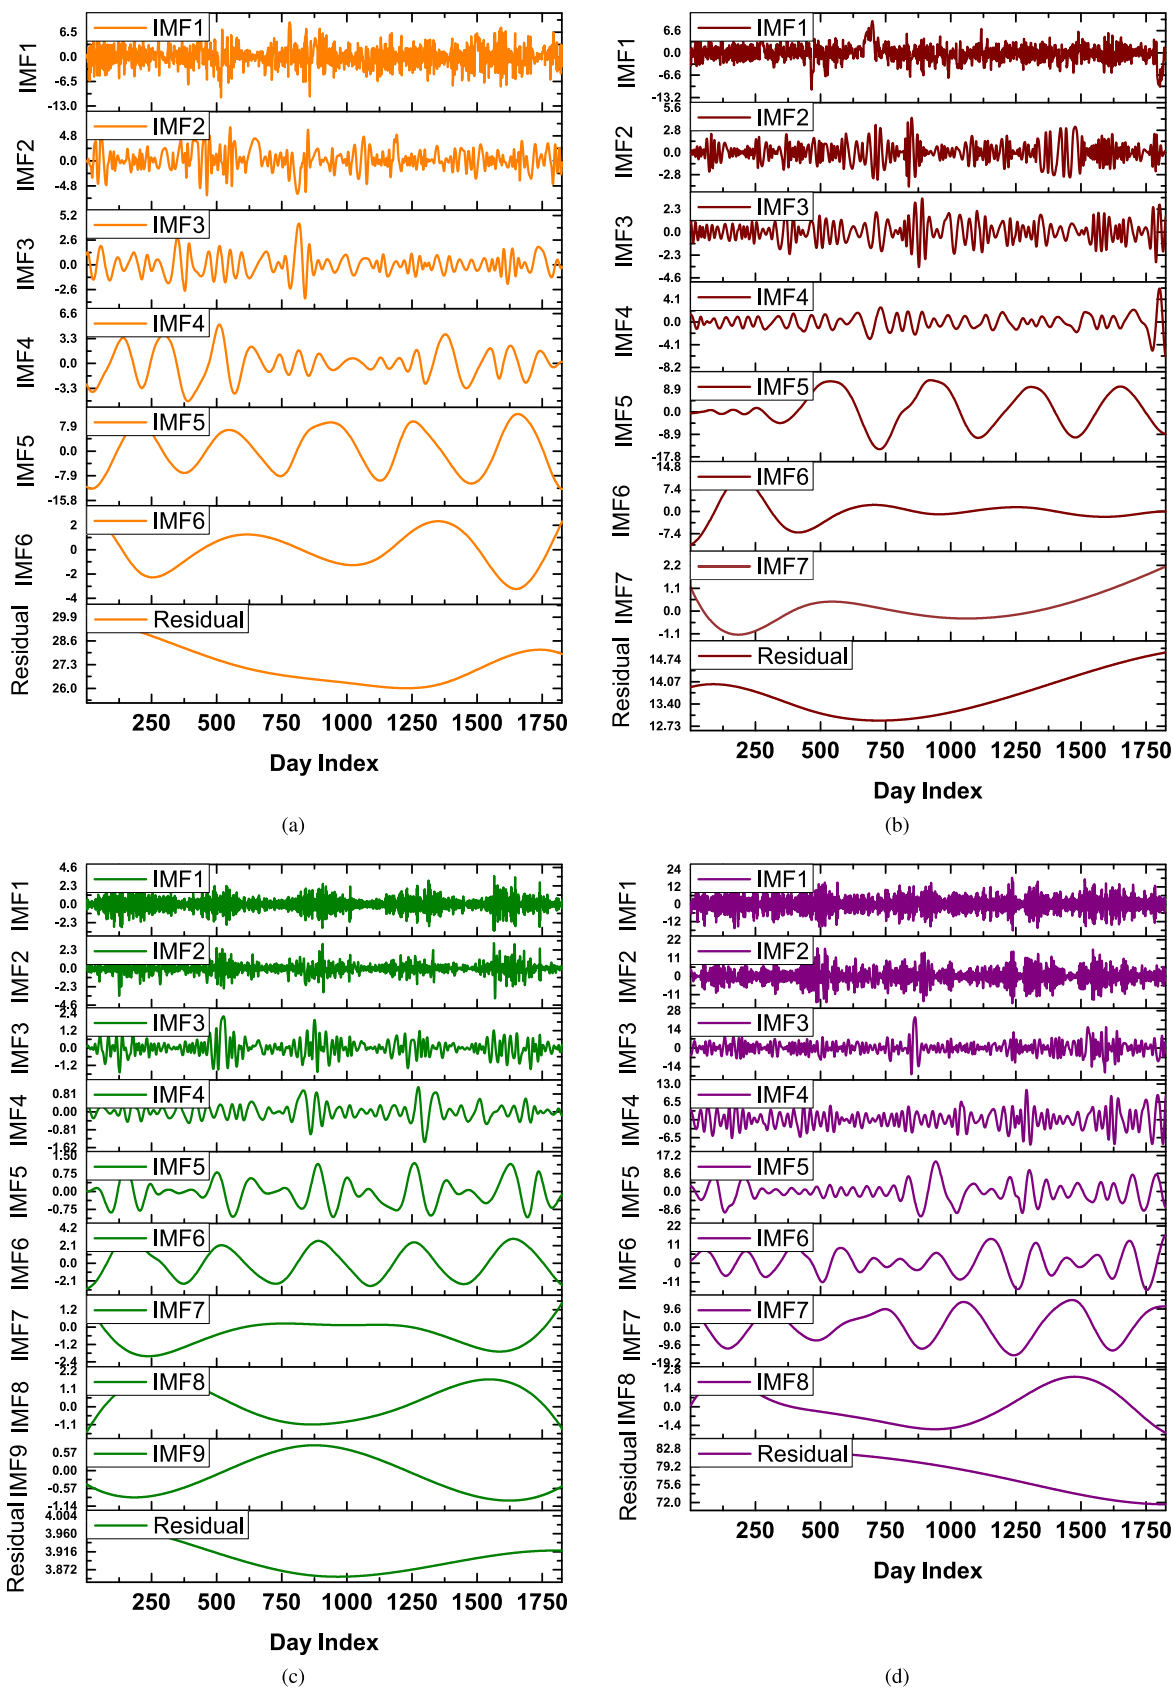 IMF1
6.5
0.0
-6.5
-13.0
IMF1
IMF2
4.8
0.0
-4.8
IMF2
IMF3
5.2
2.6
0.0
-2.6
IMF3
IMF4
6.6
3.3
0.0
-3.3
IMF4
IMF5
7.9
0.0
-7.9
-15.8
IMF5
IMF6
2
0
-2
-4
IMF6
Residual
29.9
28.6
27.3
26.0
Residual
250 500 750 1000 1250 1500 1750
Day Index
(a)
IMF1
6.6
0.0
-6.6
-13.2
IMF1
IMF2
5.6
2.8
0.0
-2.8
IMF2
IMF3
2.3
0.0
-2.3
-4.6
IMF3
IMF4
4.1
0.0
-4.1
-8.2
IMF4
IMF5
8.9
0.0
-8.9
-17.8
IMF5
IMF6
14.8
7.4
0.0
-7.4
IMF6
IMF7
2.2
1.1
0.0
-1.1
IMF7
Residual
14.74
14.07
13.40
12.73
Residual
250 500 750 1000 1250 1500 1750
Day Index
(b)
IMF1
4.6
2.3
0.0
-2.3
IMF1
IMF2
2.3
0.0
-2.3
-4.6
IMF2
IMF3
2.4
1.2
0.0
-1.2
IMF3
IMF4
0.81
0.00
-0.81
-1.62
IMF4
IMF5
1.50
0.75
0.00
-0.75
IMF5
IMF6
4.2
2.1
0.0
-2.1
IMF6
IMF7
1.2
0.0
-1.2
-2.4
IMF7
IMF8
2.2
1.1
0.0
-1.1
IMF8
IMF9
0.57
0.00
-0.57
-1.14
IMF9
Residual
4.004
3.960
3.916
3.872
Residual
250 500 750 1000 1250 1500 1750
Day Index
(c)
IMF1
24
12
0
-12
IMF1
IMF2
22
11
0
-11
IMF2
IMF3
28
14
0
-14
IMF3
IMF4
13.0
6.5
0.0
-6.5
IMF4
IMF5
17.2
8.6
0.0
-8.6
IMF5
IMF6
22
11
0
-11
IMF6
IMF7
9.6
0.0
-9.6
-19.2
IMF7
IMF8
2.8
1.4
0.0
-1.4
IMF8
Residual
82.8
79.2
75.6
72.0
Residual
250 500 750 1000 1250 1500 1750
Day Index
(d)